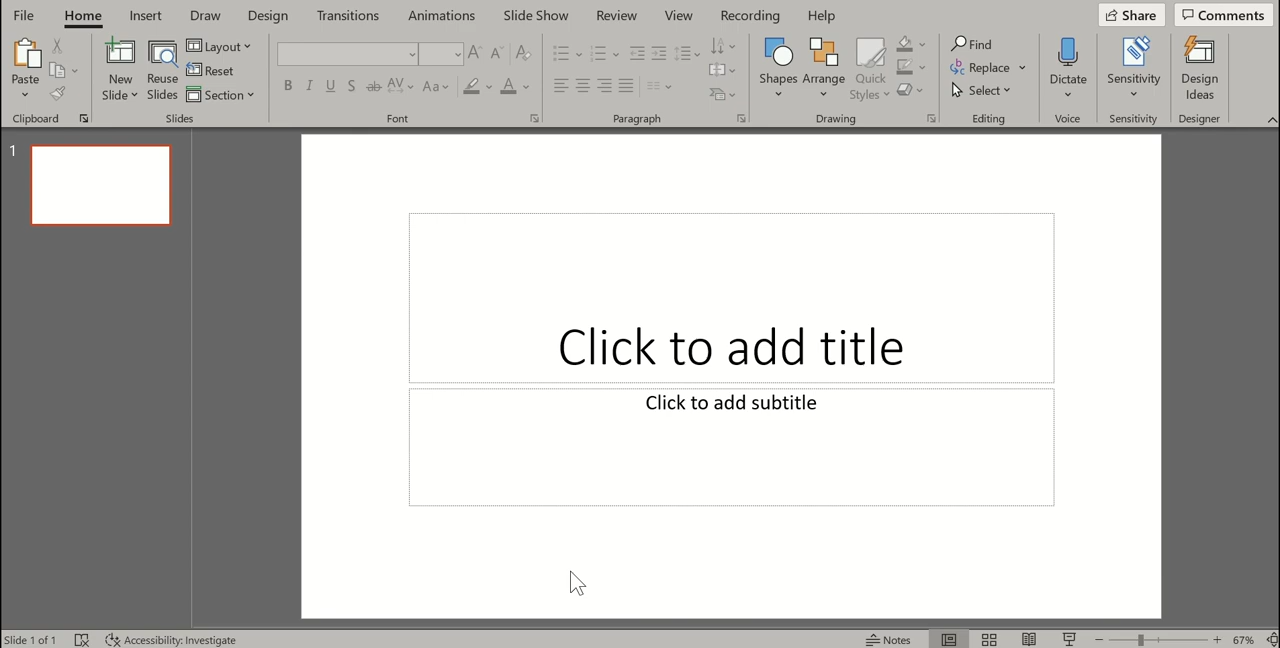 File Home Insert Draw Design Transitions Animations Slide Show Review View Recording Help Share Comments
Paste New Slide Reuse Slides Layout Reset Section
B I U S ab AV Aa A
Shapes Arrange Quick Styles
Find
Replace
Select
Dictate Sensitivity Design Ideas
Clipboard Slides Font Paragraph Drawing Editing Voice Sensitivity Designer
1
Click to add title
Click to add subtitle
Slide 1 of 1 Accessibility: Investigate Notes 67%